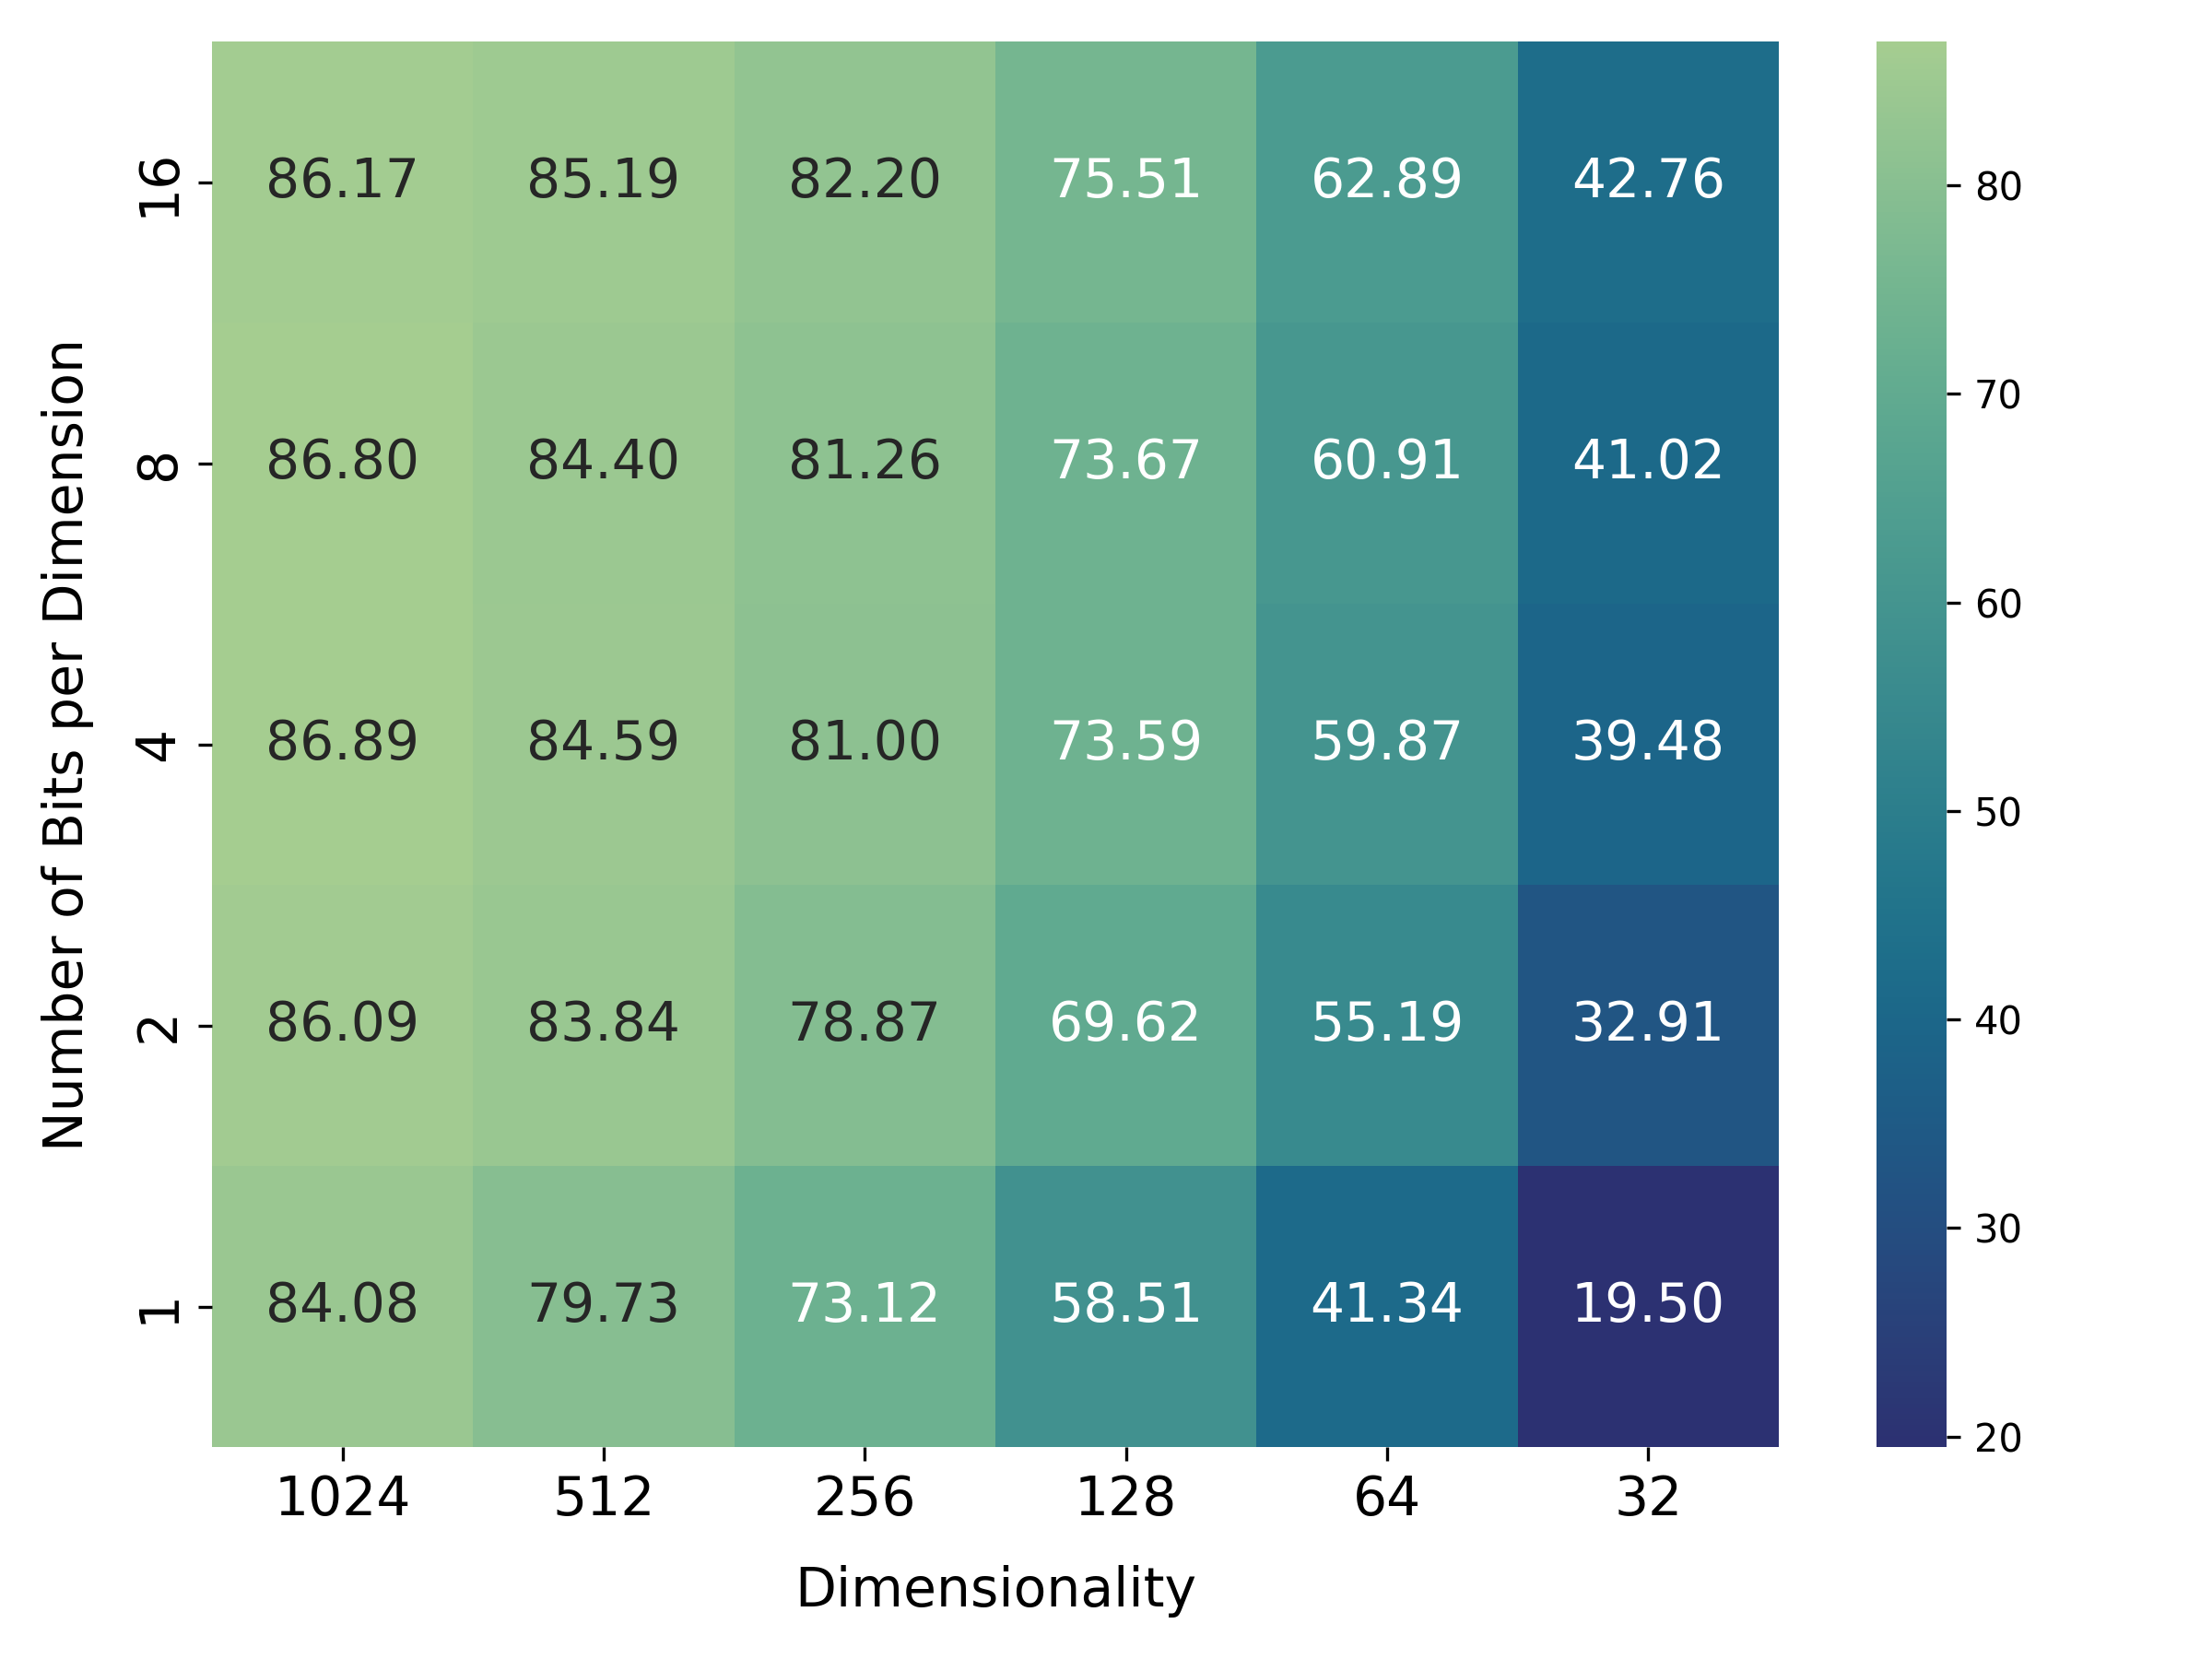 Number of Bits per Dimension
16 86.17 85.19 82.20 75.51 62.89 42.76
8 86.80 84.40 81.26 73.67 60.91 41.02
4 86.89 84.59 81.00 73.59 59.87 39.48
2 86.09 83.84 78.87 69.62 55.19 32.91
1 84.08 79.73 73.12 58.51 41.34 19.50
1024 512 256 128 64 32
Dimensionality
80
70
60
50
40
30
20